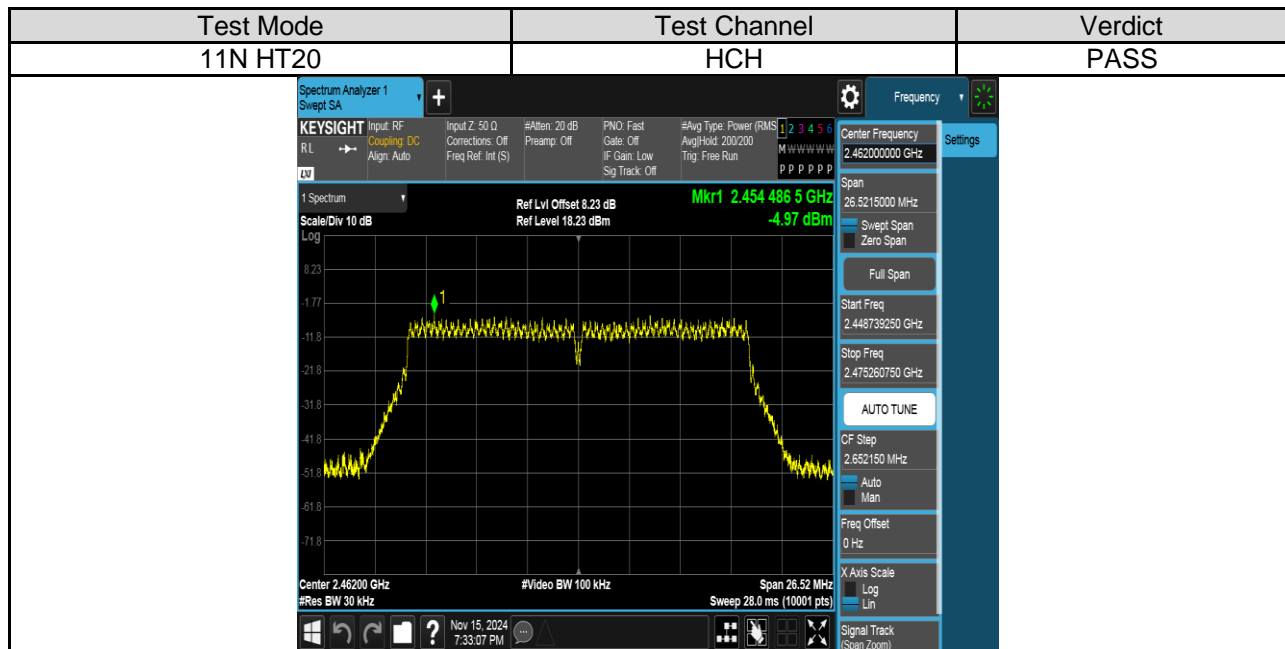 Test Mode Test Channel Verdict
11N HT20 HCH PASS
Spectrum Analyzer 1
Swept SA
Frequency
KEYSIGHT
RL
LXI
Input: RF
Coupling: DC
Align: Auto
Input Z: 50 Ω
Corrections: Off
Freq Ref: Int (S)
#Atten: 20 dB
Preamp: Off
PNO: Fast
Gate: Off
IF Gain: Low
Sig Track: Off
#Avg Type: Power (RMS
Avg|Hold: 200/200
Trig: Free Run
1 2 3 4 5 6
M W W W W W
P P P P P P
1 Spectrum
Scale/Div 10 dB
Ref Lvl Offset 8.23 dB
Ref Level 18.23 dBm
Mkr1 2.454 486 5 GHz
-4.97 dBm
Log
8.23
-1.77
-11.8
-21.8
-31.8
-41.8
-51.8
-61.8
-71.8
1
Center 2.46200 GHz
#Res BW 30 kHz
#Video BW 100 kHz
Span 26.52 MHz
Sweep 28.0 ms (10001 pts)
Center Frequency
2.462000000 GHz
Span
26.5215000 MHz
Swept Span
Zero Span
Full Span
Start Freq
2.448739250 GHz
Stop Freq
2.475260750 GHz
AUTO TUNE
CF Step
2.652150 MHz
Auto
Man
Freq Offset
0 Hz
X Axis Scale
Log
Lin
Signal Track
(Span Zoom)
Settings
?
Nov 15, 2024
7:33:07 PM